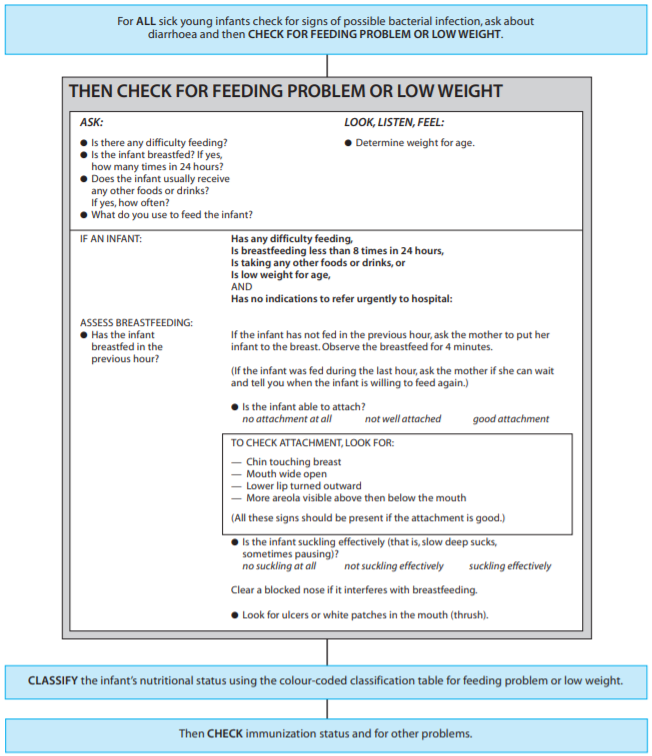 For ALL sick young infants check for signs of possible bacterial infection, ask about
diarrhoea and then CHECK FOR FEEDING PROBLEM OR LOW WEIGHT.
THEN CHECK FOR FEEDING PROBLEM OR LOW WEIGHT
ASK:
● Is there any difficulty feeding?
● Is the infant breastfed? If yes,
how many times in 24 hours?
● Does the infant usually receive
any other foods or drinks?
If yes, how often?
● What do you use to feed the infant?
LOOK, LISTEN, FEEL:
● Determine weight for age.
IF AN INFANT:
Has any difficulty feeding,
Is breastfeeding less than 8 times in 24 hours,
Is taking any other foods or drinks, or
Is low weight for age,
AND
Has no indications to refer urgently to hospital:
ASSESS BREASTFEEDING:
● Has the infant
breastfed in the
previous hour?
If the infant has not fed in the previous hour, ask the mother to put her
infant to the breast. Observe the breastfeed for 4 minutes.
(If the infant was fed during the last hour, ask the mother if she can wait
and tell you when the infant is willing to feed again.)
● Is the infant able to attach?
no attachment at all not well attached good attachment
TO CHECK ATTACHMENT, LOOK FOR:
— Chin touching breast
— Mouth wide open
— Lower lip turned outward
— More areola visible above then below the mouth
(All these signs should be present if the attachment is good.)
● Is the infant suckling effectively (that is, slow deep sucks,
sometimes pausing)?
no suckling at all not suckling effectively suckling effectively
Clear a blocked nose if it interferes with breastfeeding.
● Look for ulcers or white patches in the mouth (thrush).
CLASSIFY the infant's nutritional status using the colour-coded classification table for feeding problem or low weight.
Then CHECK immunization status and for other problems.